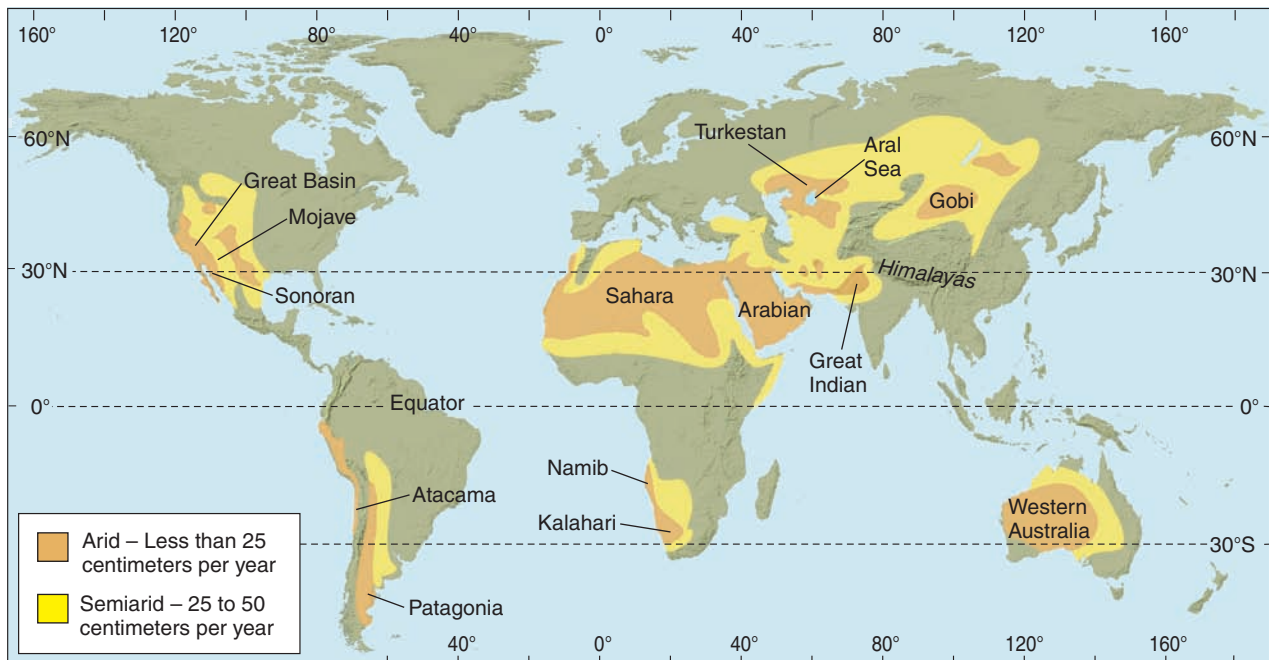 160° 120° 80° 40° 0° 40° 80° 120° 160°
60°N
60°N
Turkestan
Aral
Sea
Great Basin
Mojave
Gobi
30°N
30°N
Himalayas
Sonoran
Sahara
Arabian
Great
Indian
0°
Equator
0°
Namib
Atacama
Kalahari
Western
Australia
30°S
Patagonia
Arid – Less than 25
centimeters per year
Semiarid – 25 to 50
centimeters per year
40° 0° 40° 80° 120° 160°